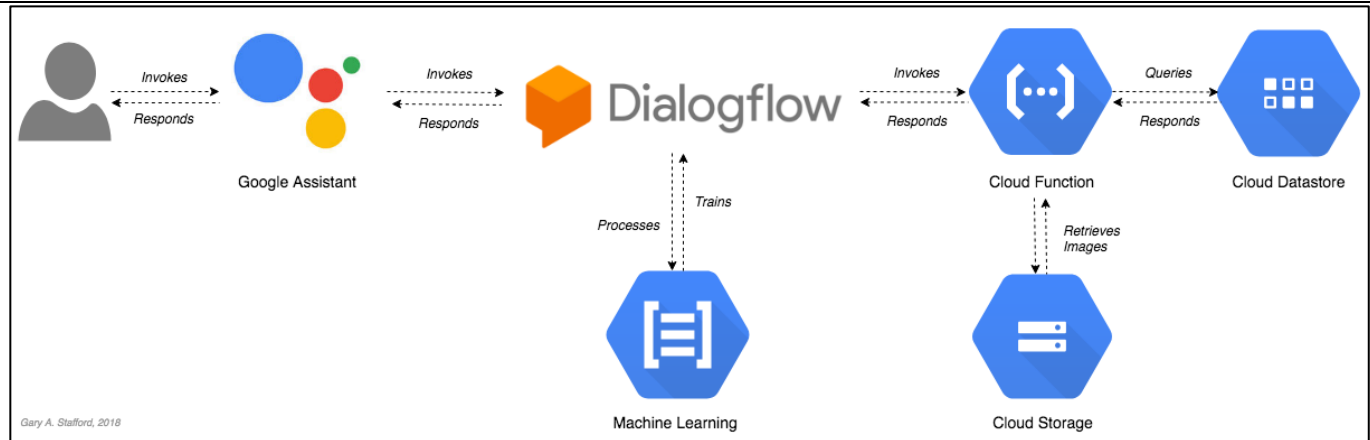 Invokes
Responds
Google Assistant
Invokes
Responds
Dialogflow
Invokes
Responds
Cloud Function
Queries
Responds
Cloud Datastore
Processes
Trains
Machine Learning
Retrieves
Images
Cloud Storage
Gary A. Stafford, 2018